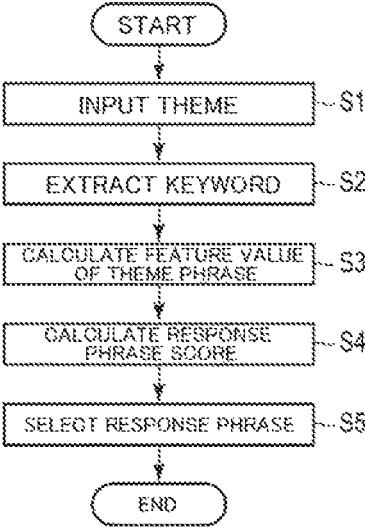 START
INPUT THEME
S1
EXTRACT KEYWORD
S2
CALCULATE FEATURE VALUE
OF THEME PHRASE
S3
CALCULATE RESPONSE
PHRASE SCORE
S4
SELECT RESPONSE PHRASE
S5
END